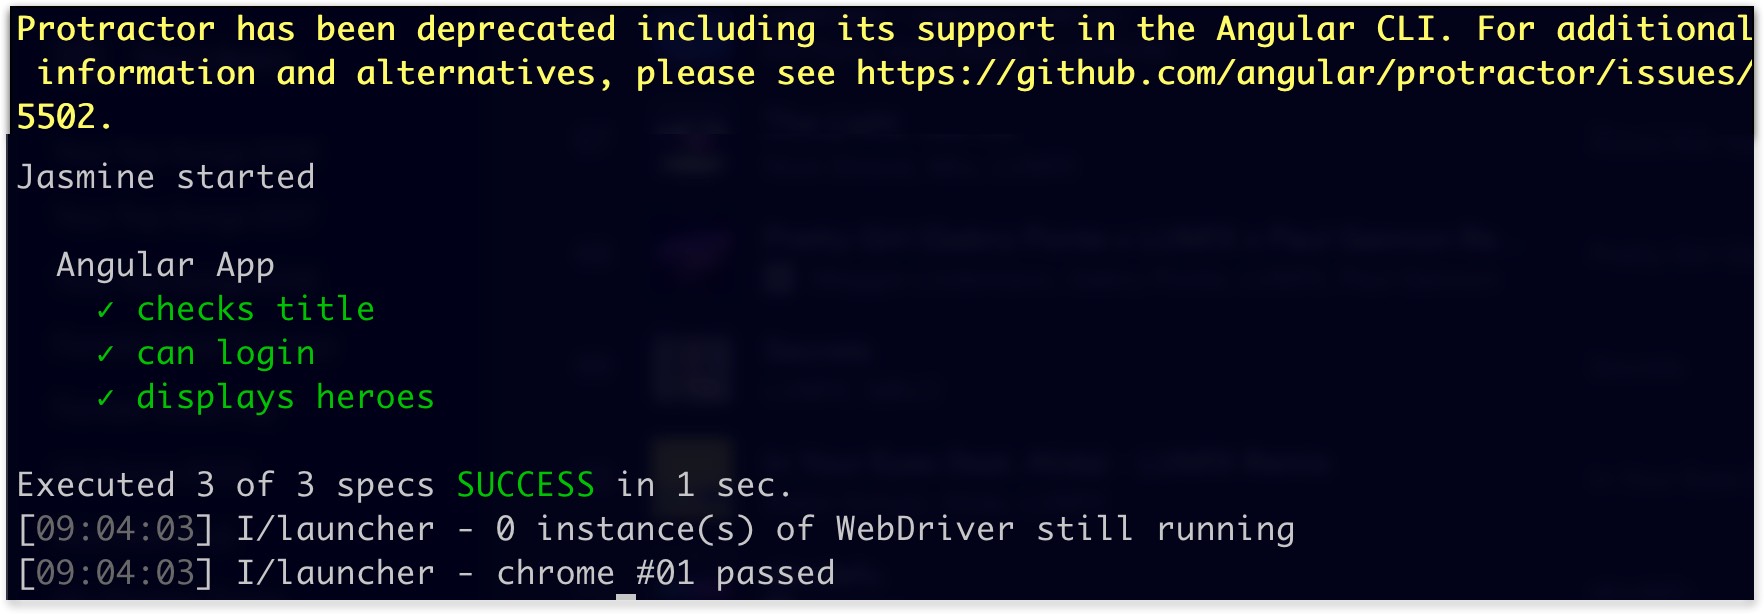 Protractor has been deprecated including its support in the Angular CLI. For additional
information and alternatives, please see https://github.com/angular/protractor/issues/
5502.
Jasmine started
Angular App
✓ checks title
✓ can login
✓ displays heroes
Executed 3 of 3 specs SUCCESS in 1 sec.
[09:04:03] I/launcher - 0 instance(s) of WebDriver still running
[09:04:03] I/launcher - chrome #01 passed